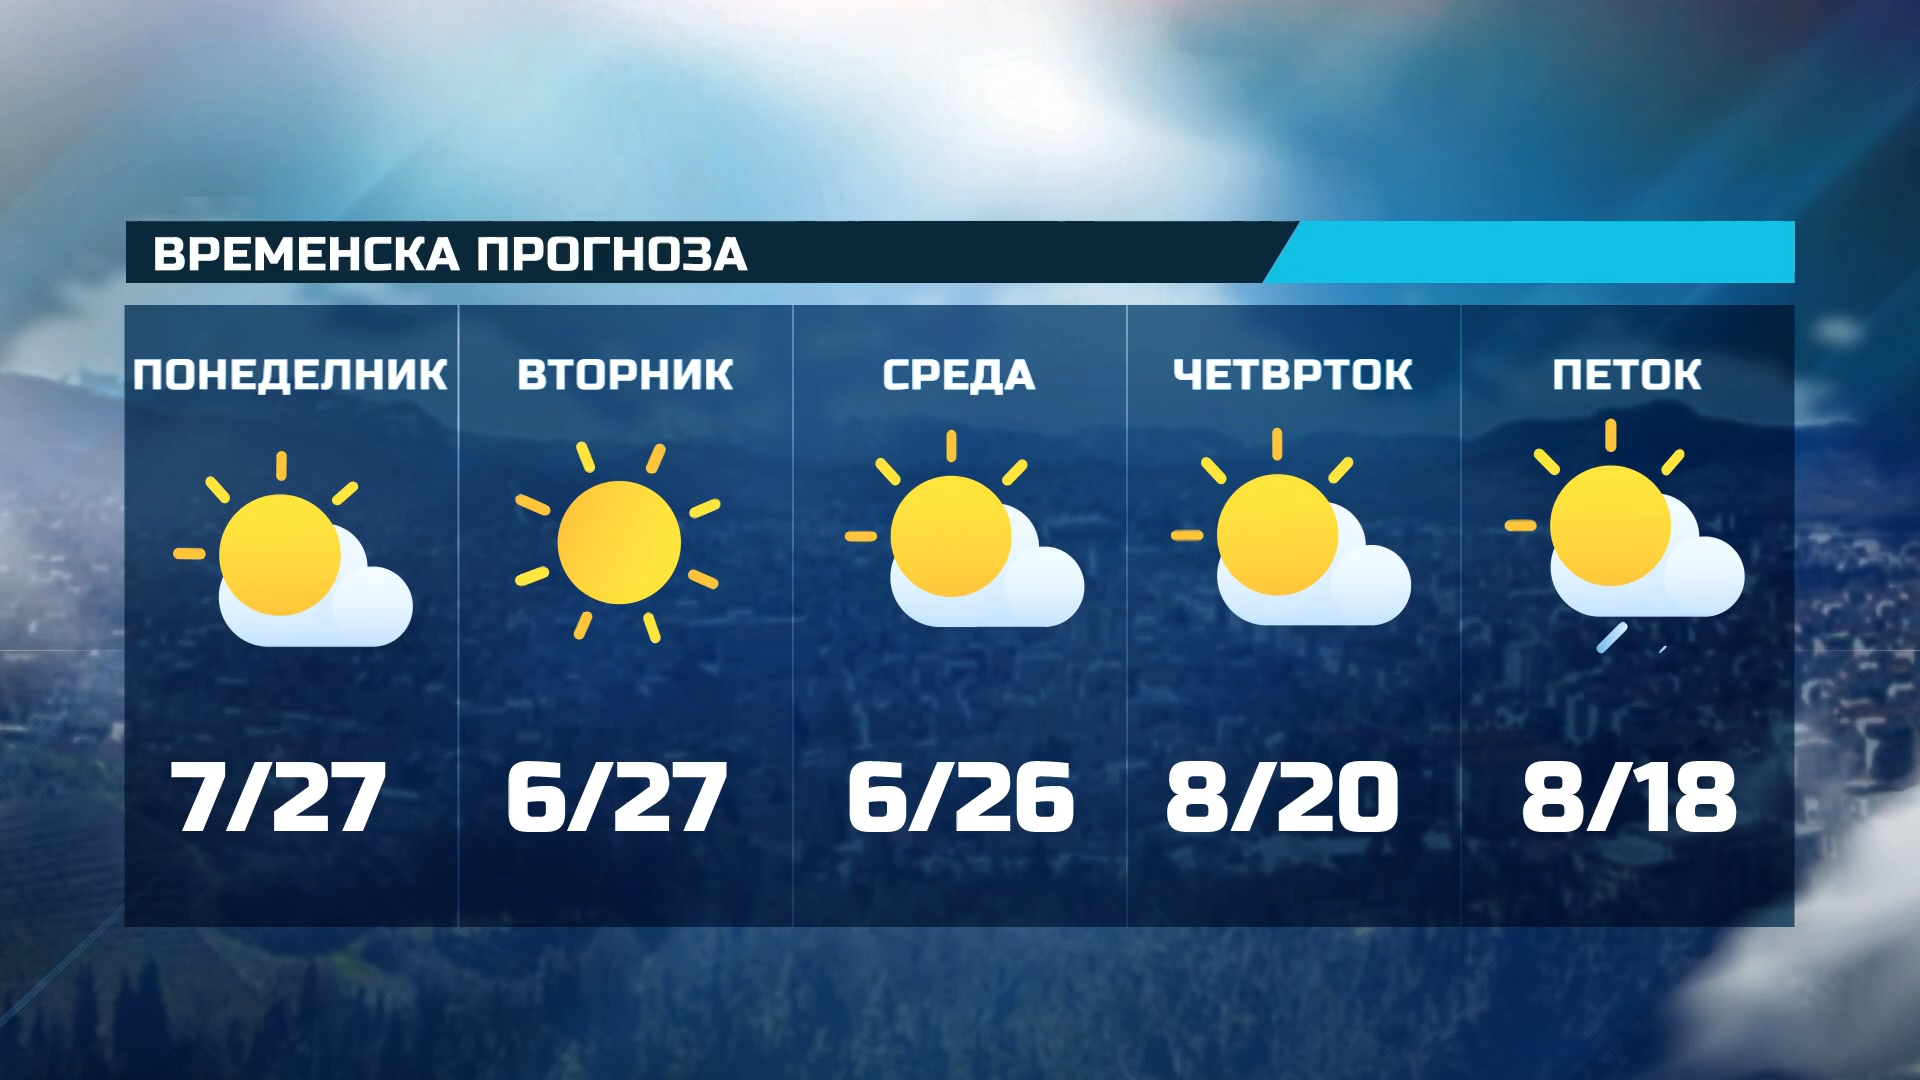 ВРЕМЕНСКА ПРОГНОЗА
ПОНЕДЕЛНИК
ВТОРНИК
СРЕДА
ЧЕТВРТОК
ПЕТОК
7/27
6/27
6/26
8/20
8/18